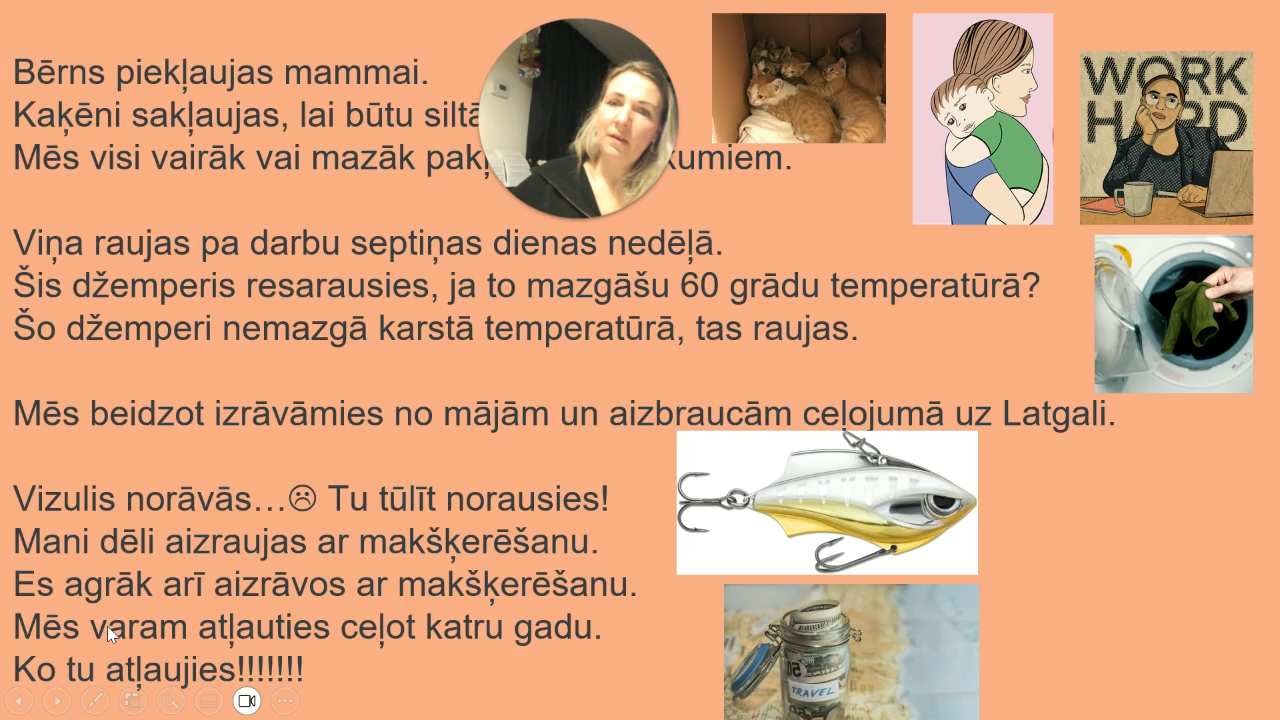 Bērns piekļaujas mammai.
Kaķēni sakļaujas, lai būtu
Mēs visi vairāk vai mazāk
WORK
HARD
Viņa raujas pa darbu septiņas dienas nedēļā.
Šis džemperis resarausies, ja to mazgāšu 60 grādu temperatūrā?
Šo džemperi nemazgā karstā temperatūrā, tas raujas.
Mēs beidzot izrāvāmies no mājām un aizbraucām ceļojumā uz Latgali.
Vizulis norāvās…☹ Tu tūlīt norausies!
Mani dēli aizraujas ar makšķerēšanu.
Es agrāk arī aizrāvos ar makšķerēšanu.
Mēs varam atļauties ceļot katru gadu.
Ko tu atļaujies!!!!!!!
TRAVEL